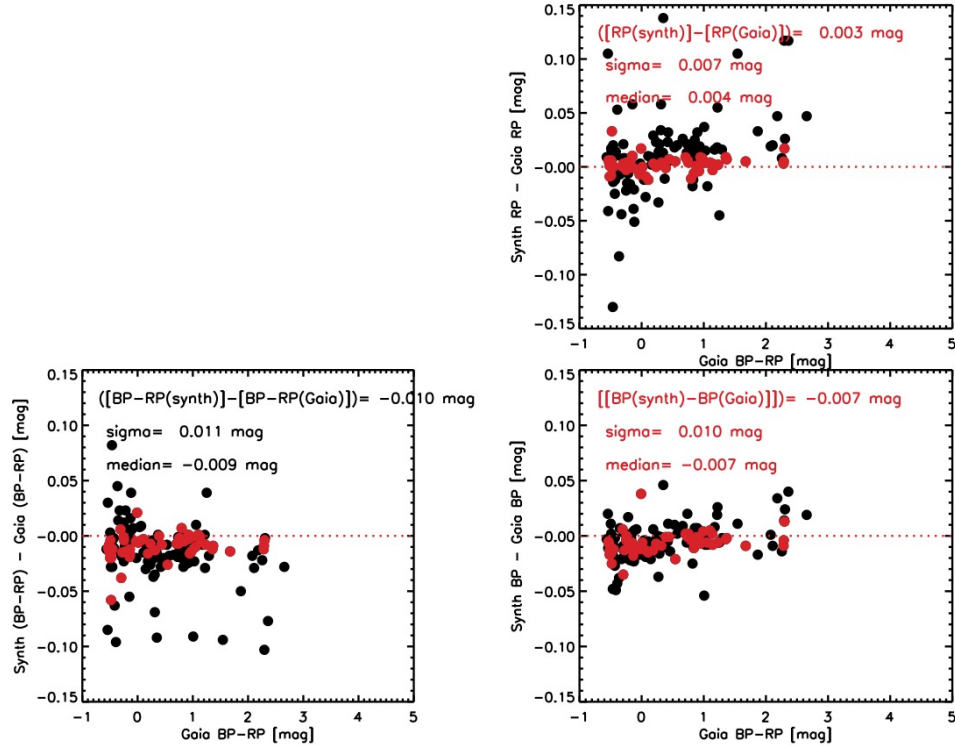 0.15
0.10
0.05
−0.00
−0.05
−0.10
−0.15
Synth RP − Gaia RP [mag]
([RP(synth)]−[RP(Gaia)])= 0.003 mag
sigma= 0.007 mag
median= 0.004 mag
−1 0 1 2 3 4 5
Gaia BP−RP [mag]
0.15
0.10
0.05
−0.00
−0.05
−0.10
−0.15
Synth (BP−RP) − Gaia (BP−RP) [mag]
([BP−RP(synth)]−[BP−RP(Gaia)])= −0.010 mag
sigma= 0.011 mag
median= −0.009 mag
−1 0 1 2 3 4 5
Gaia BP−RP [mag]
0.15
0.10
0.05
−0.00
−0.05
−0.10
−0.15
Synth BP − Gaia BP [mag]
[[BP(synth)−BP(Gaia)]])= −0.007 mag
sigma= 0.010 mag
median= −0.007 mag
−1 0 1 2 3 4 5
Gaia BP−RP [mag]